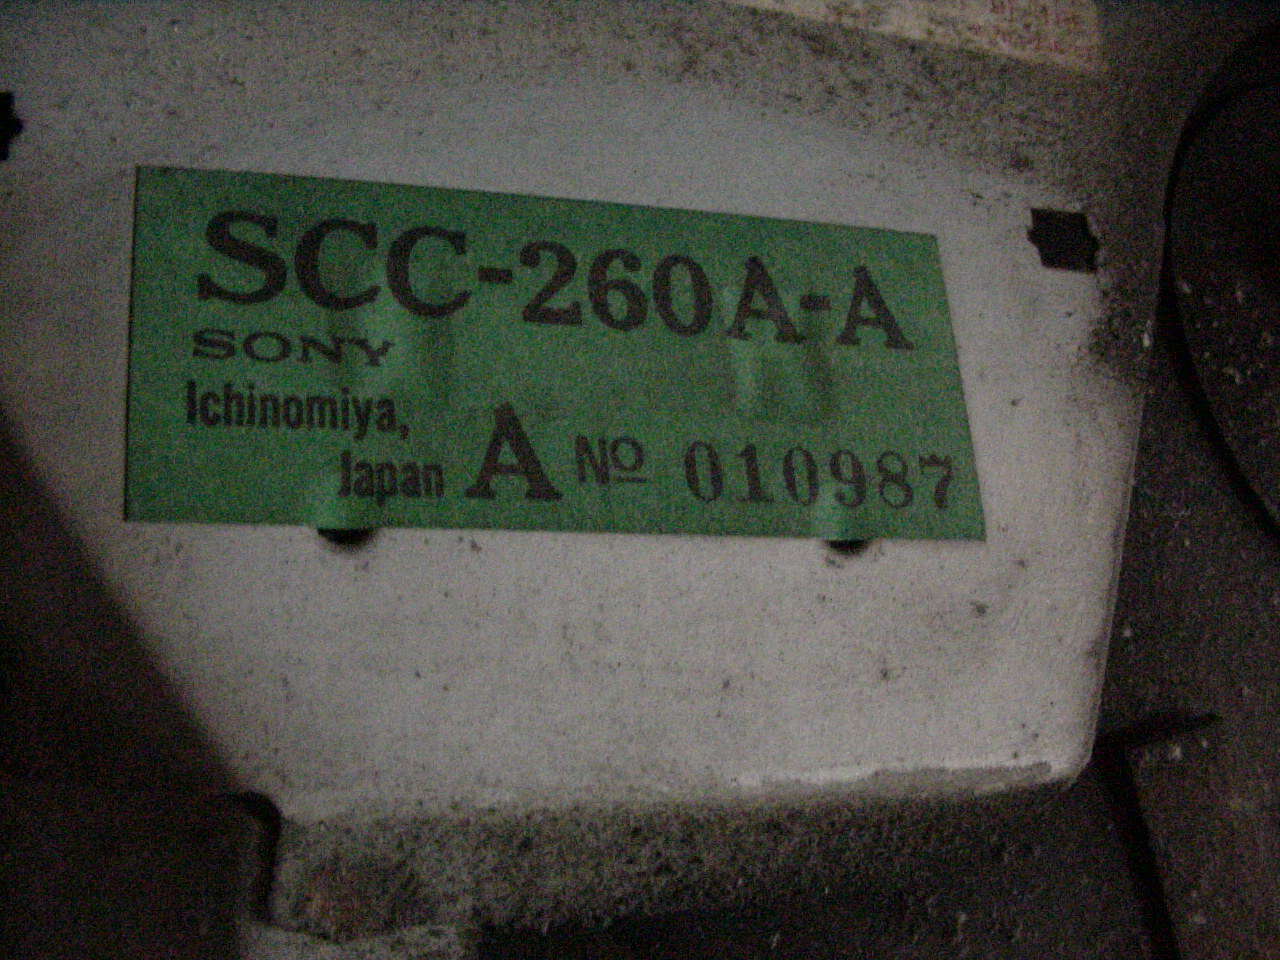 SCC-260A-A
SONY
Ichinomiya,
Japan A Nº 010987